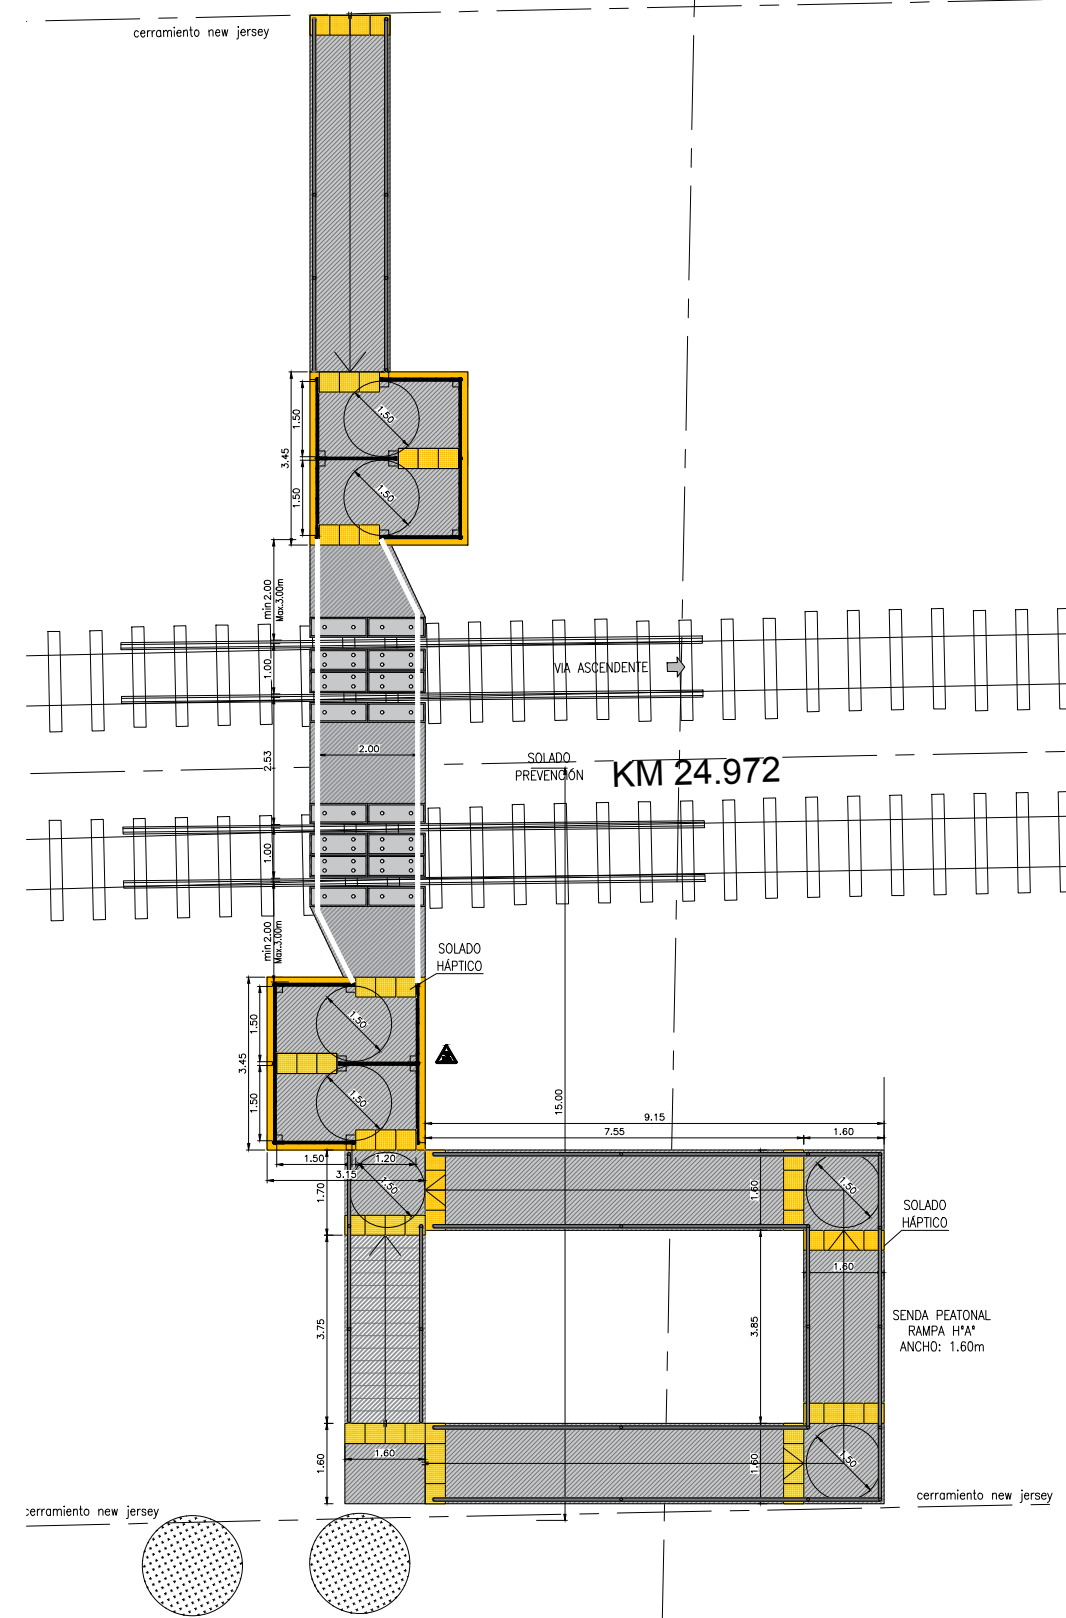 cerramiento new jersey
1.50
1.50
3.45
1.50
1.50
min 2.00
Max.3.00m
VIA ASCENDENTE
1.00
2.00
2.53
SOLADO
PREVENCIÓN
KM 24.972
1.00
min 2.00
Max.3.00m
SOLADO
HÁPTICO
1.50
1.50
3.45
1.50
1.50
15.00
9.15
7.55
1.60
1.50
1.20
3.15
1.50
1.70
1.60
1.50
SOLADO
HÁPTICO
1.60
3.75
3.85
SENDA PEATONAL
RAMPA H°A°
ANCHO: 1.60m
1.60
1.60
1.60
1.50
cerramiento new jersey
cerramiento new jersey